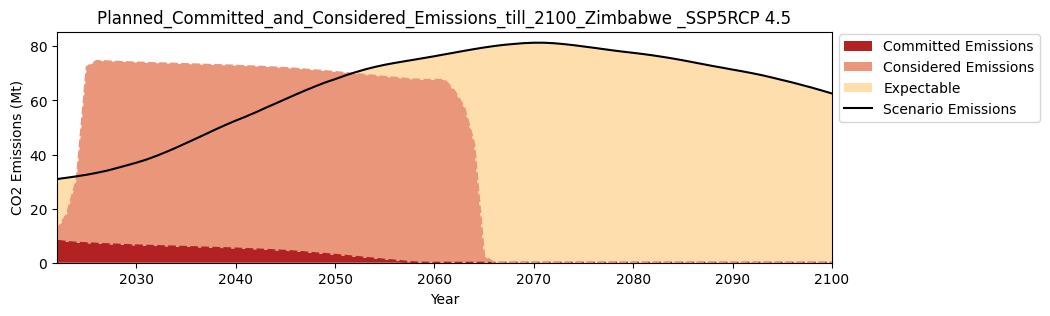 Planned_Committed_and_Considered_Emissions_till_2100_Zimbabwe _SSP5RCP 4.5
Committed Emissions
Considered Emissions
Expectable
Scenario Emissions
CO2 Emissions (Mt)
80
60
40
20
0
2030 2040 2050 2060 2070 2080 2090 2100
Year